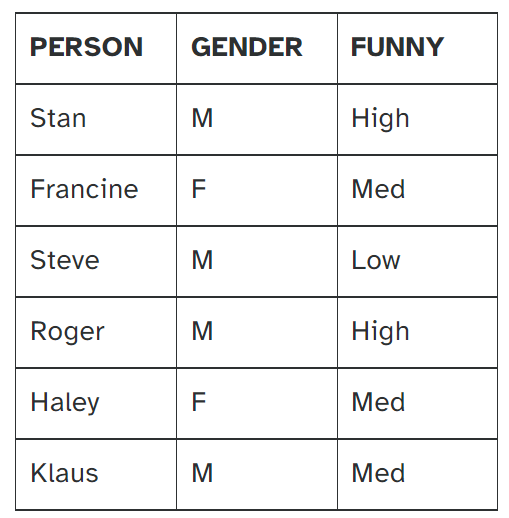 PERSON GENDER FUNNY
Stan M High
Francine F Med
Steve M Low
Roger M High
Haley F Med
Klaus M Med